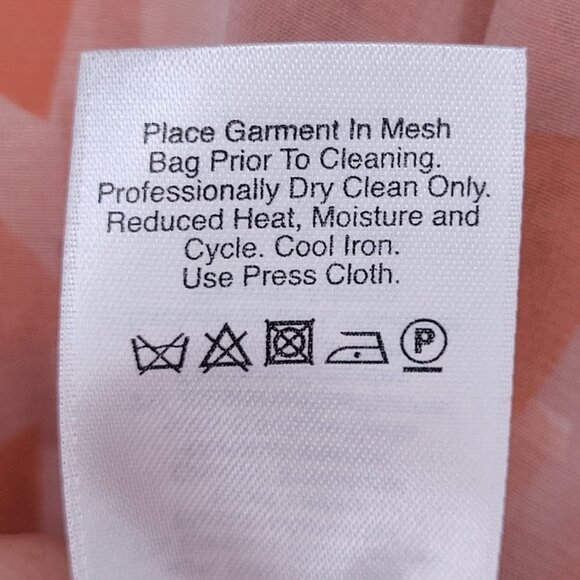 Place Garment In Mesh
Bag Prior To Cleaning.
Professionally Dry Clean Only.
Reduced Heat, Moisture and
Cycle. Cool Iron.
Use Press Cloth.
P